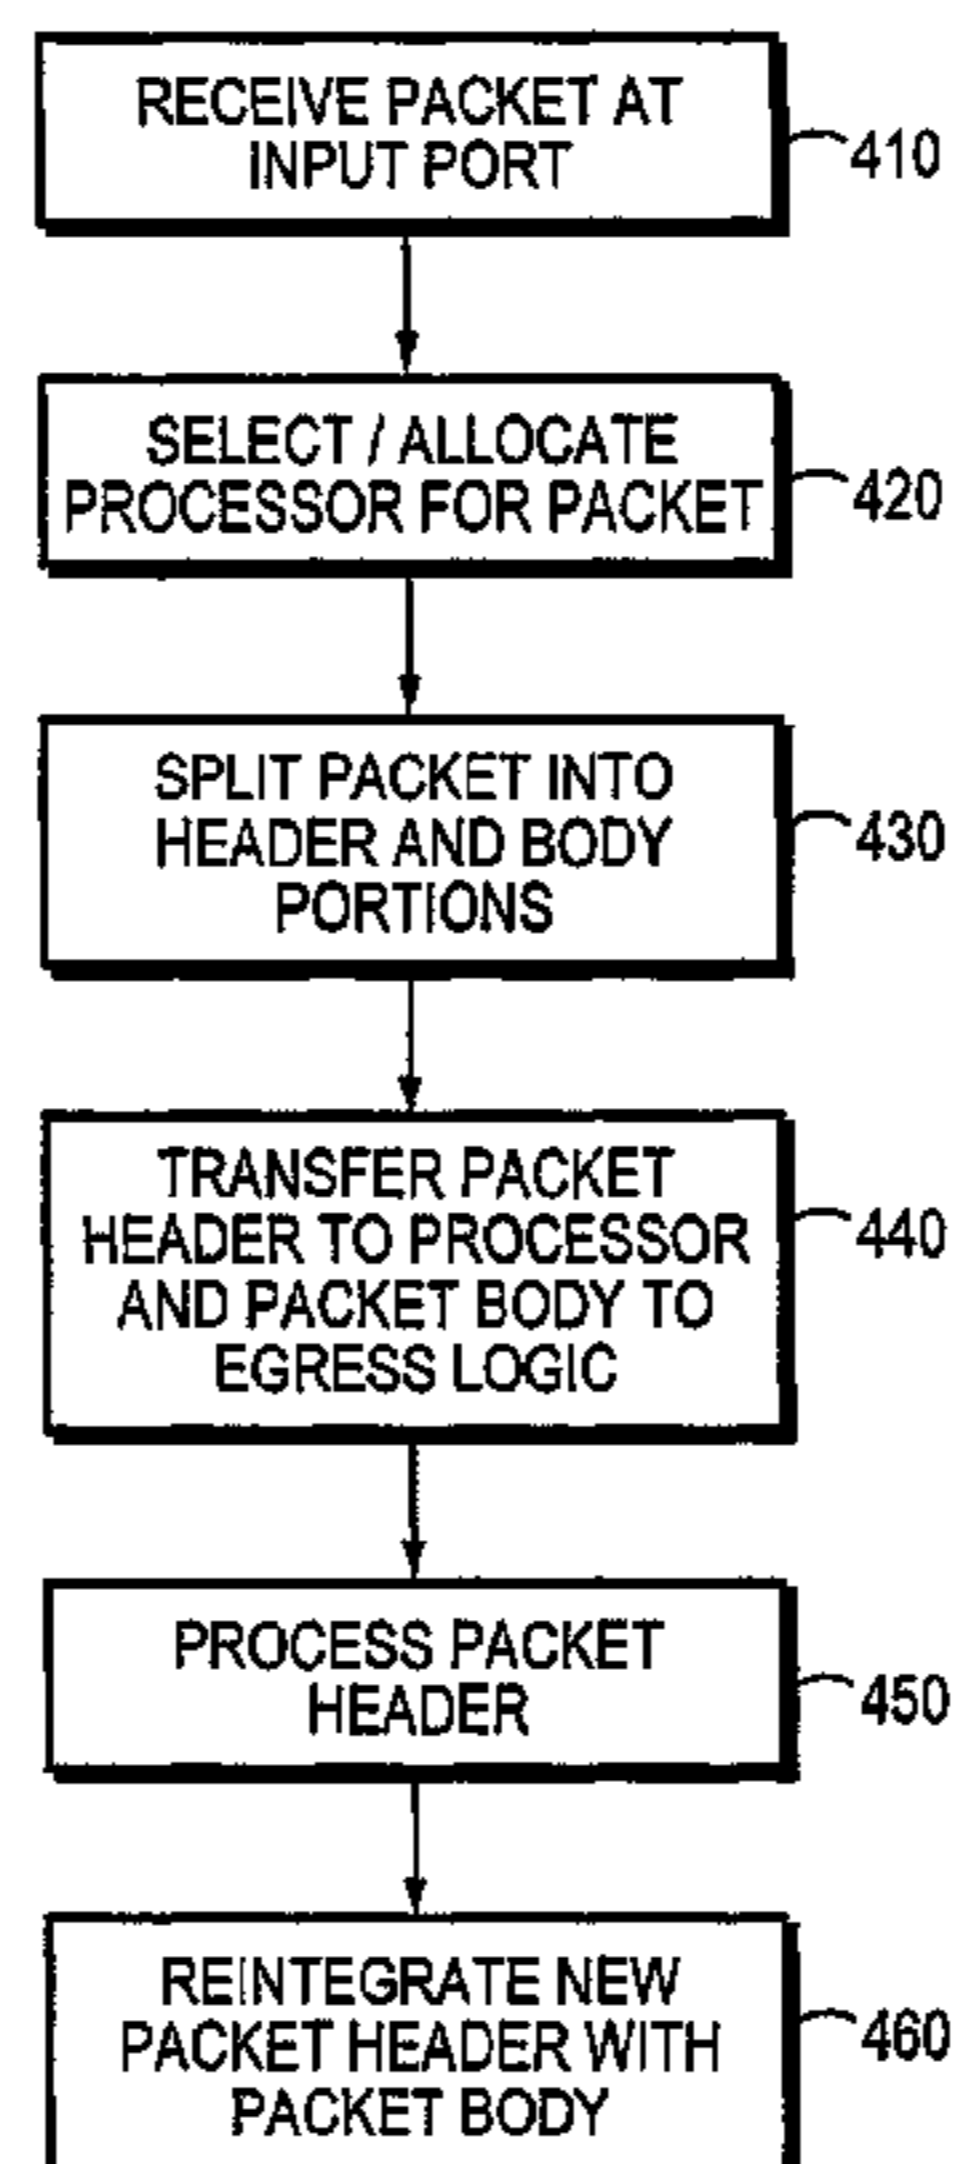 RECEIVE PACKET AT
INPUT PORT
410
SELECT / ALLOCATE
PROCESSOR FOR PACKET
420
SPLIT PACKET INTO
HEADER AND BODY
PORTIONS
430
TRANSFER PACKET
HEADER TO PROCESSOR
AND PACKET BODY TO
EGRESS LOGIC
440
PROCESS PACKET
HEADER
450
REINTEGRATE NEW
PACKET HEADER WITH
PACKET BODY
460